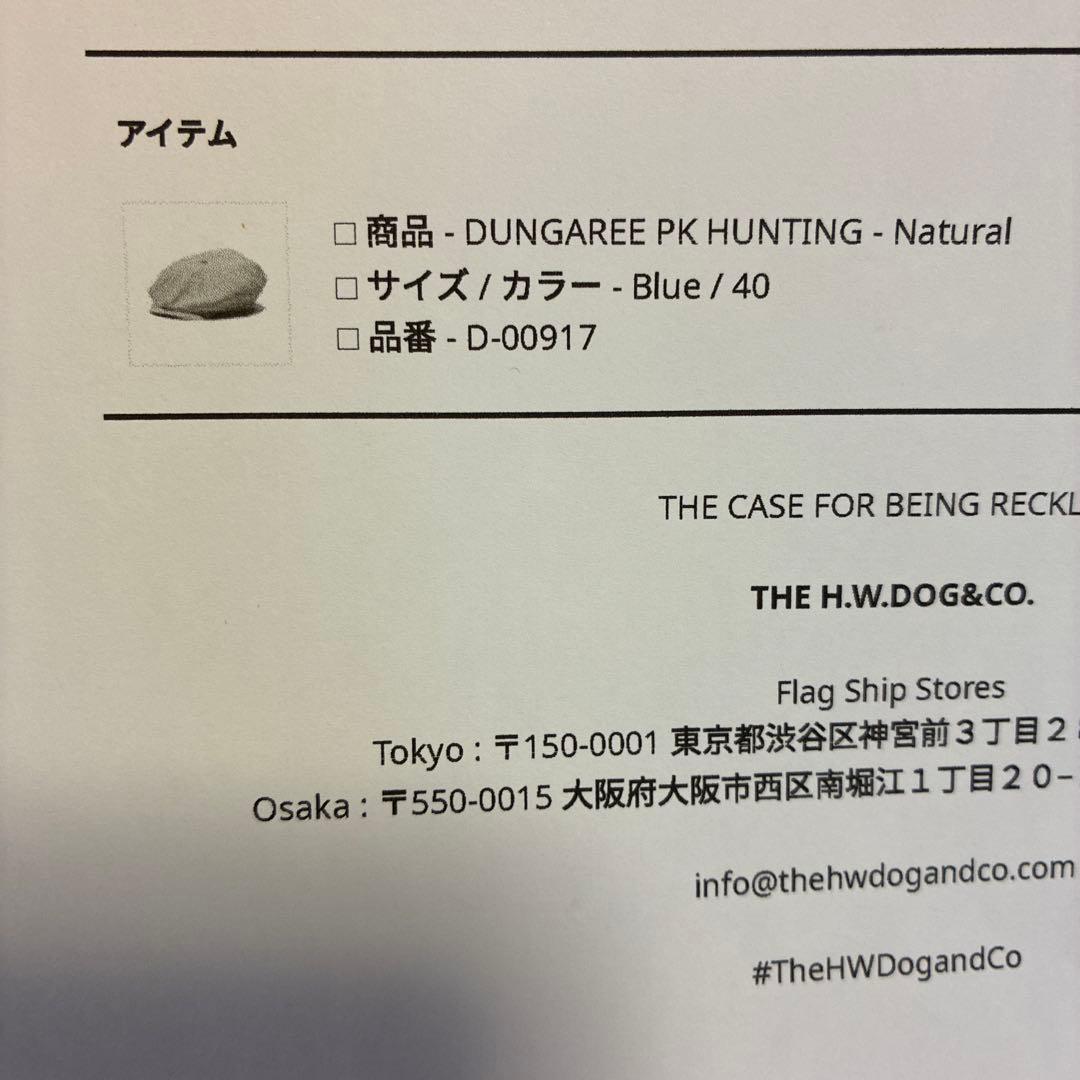 アイテム
□ 商品 - DUNGAREE PK HUNTING - Natural
□ サイズ / カラー - Blue / 40
□ 品番 - D-00917
THE CASE FOR BEING RECKL
THE H.W.DOG&CO.
Flag Ship Stores
Tokyo : 〒150-0001 東京都渋谷区神宮前３丁目２
Osaka : 〒550-0015 大阪府大阪市西区南堀江１丁目２０−
info@thehwdogandco.com
#TheHWDogandCo